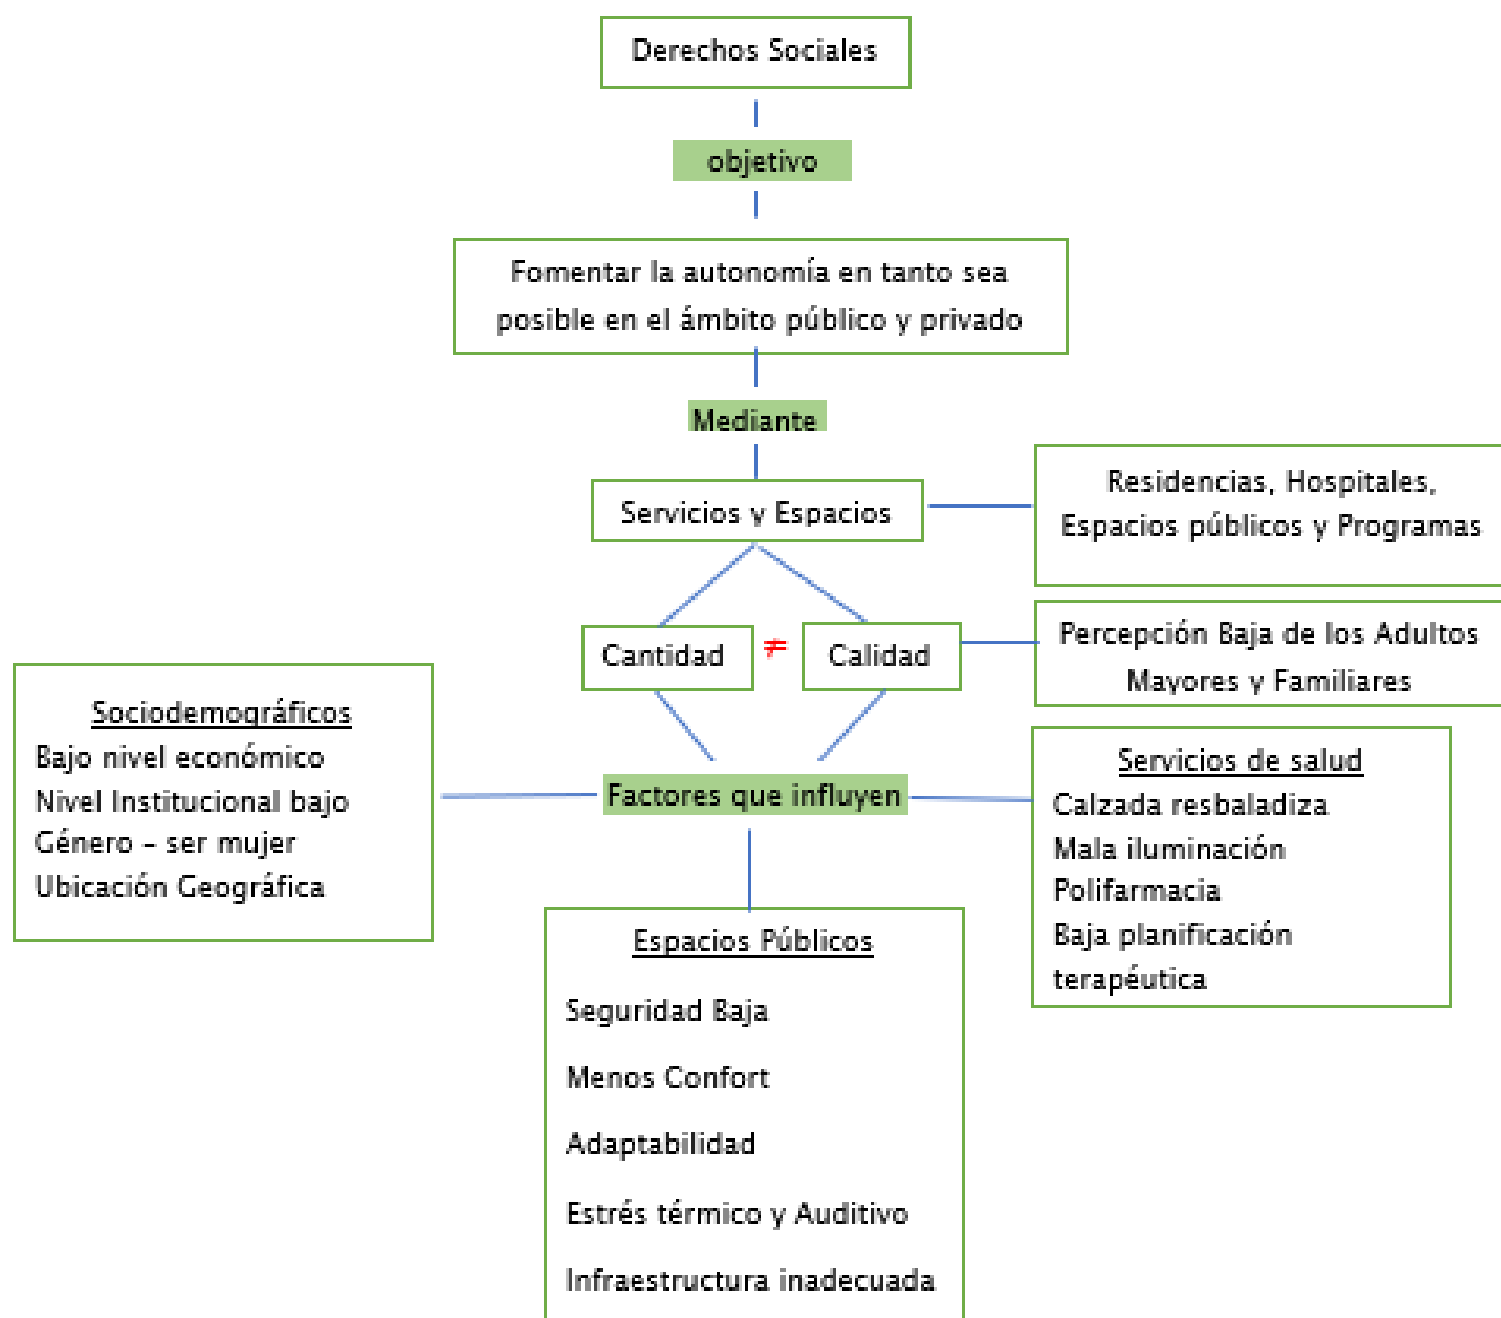 Derechos Sociales
objetivo
Fomentar la autonomía en tanto sea
posible en el ámbito público y privado
Mediante
Servicios y Espacios
Residencias, Hospitales,
Espacios públicos y Programas
Cantidad
≠
Calidad
Percepción Baja de los Adultos
Mayores y Familiares
Factores que influyen
Sociodemográficos
Bajo nivel económico
Nivel Institucional bajo
Género – ser mujer
Ubicación Geográfica
Servicios de salud
Calzada resbaladiza
Mala iluminación
Polifarmacia
Baja planificación
terapéutica
Espacios Públicos
Seguridad Baja
Menos Confort
Adaptabilidad
Estrés térmico y Auditivo
Infraestructura inadecuada